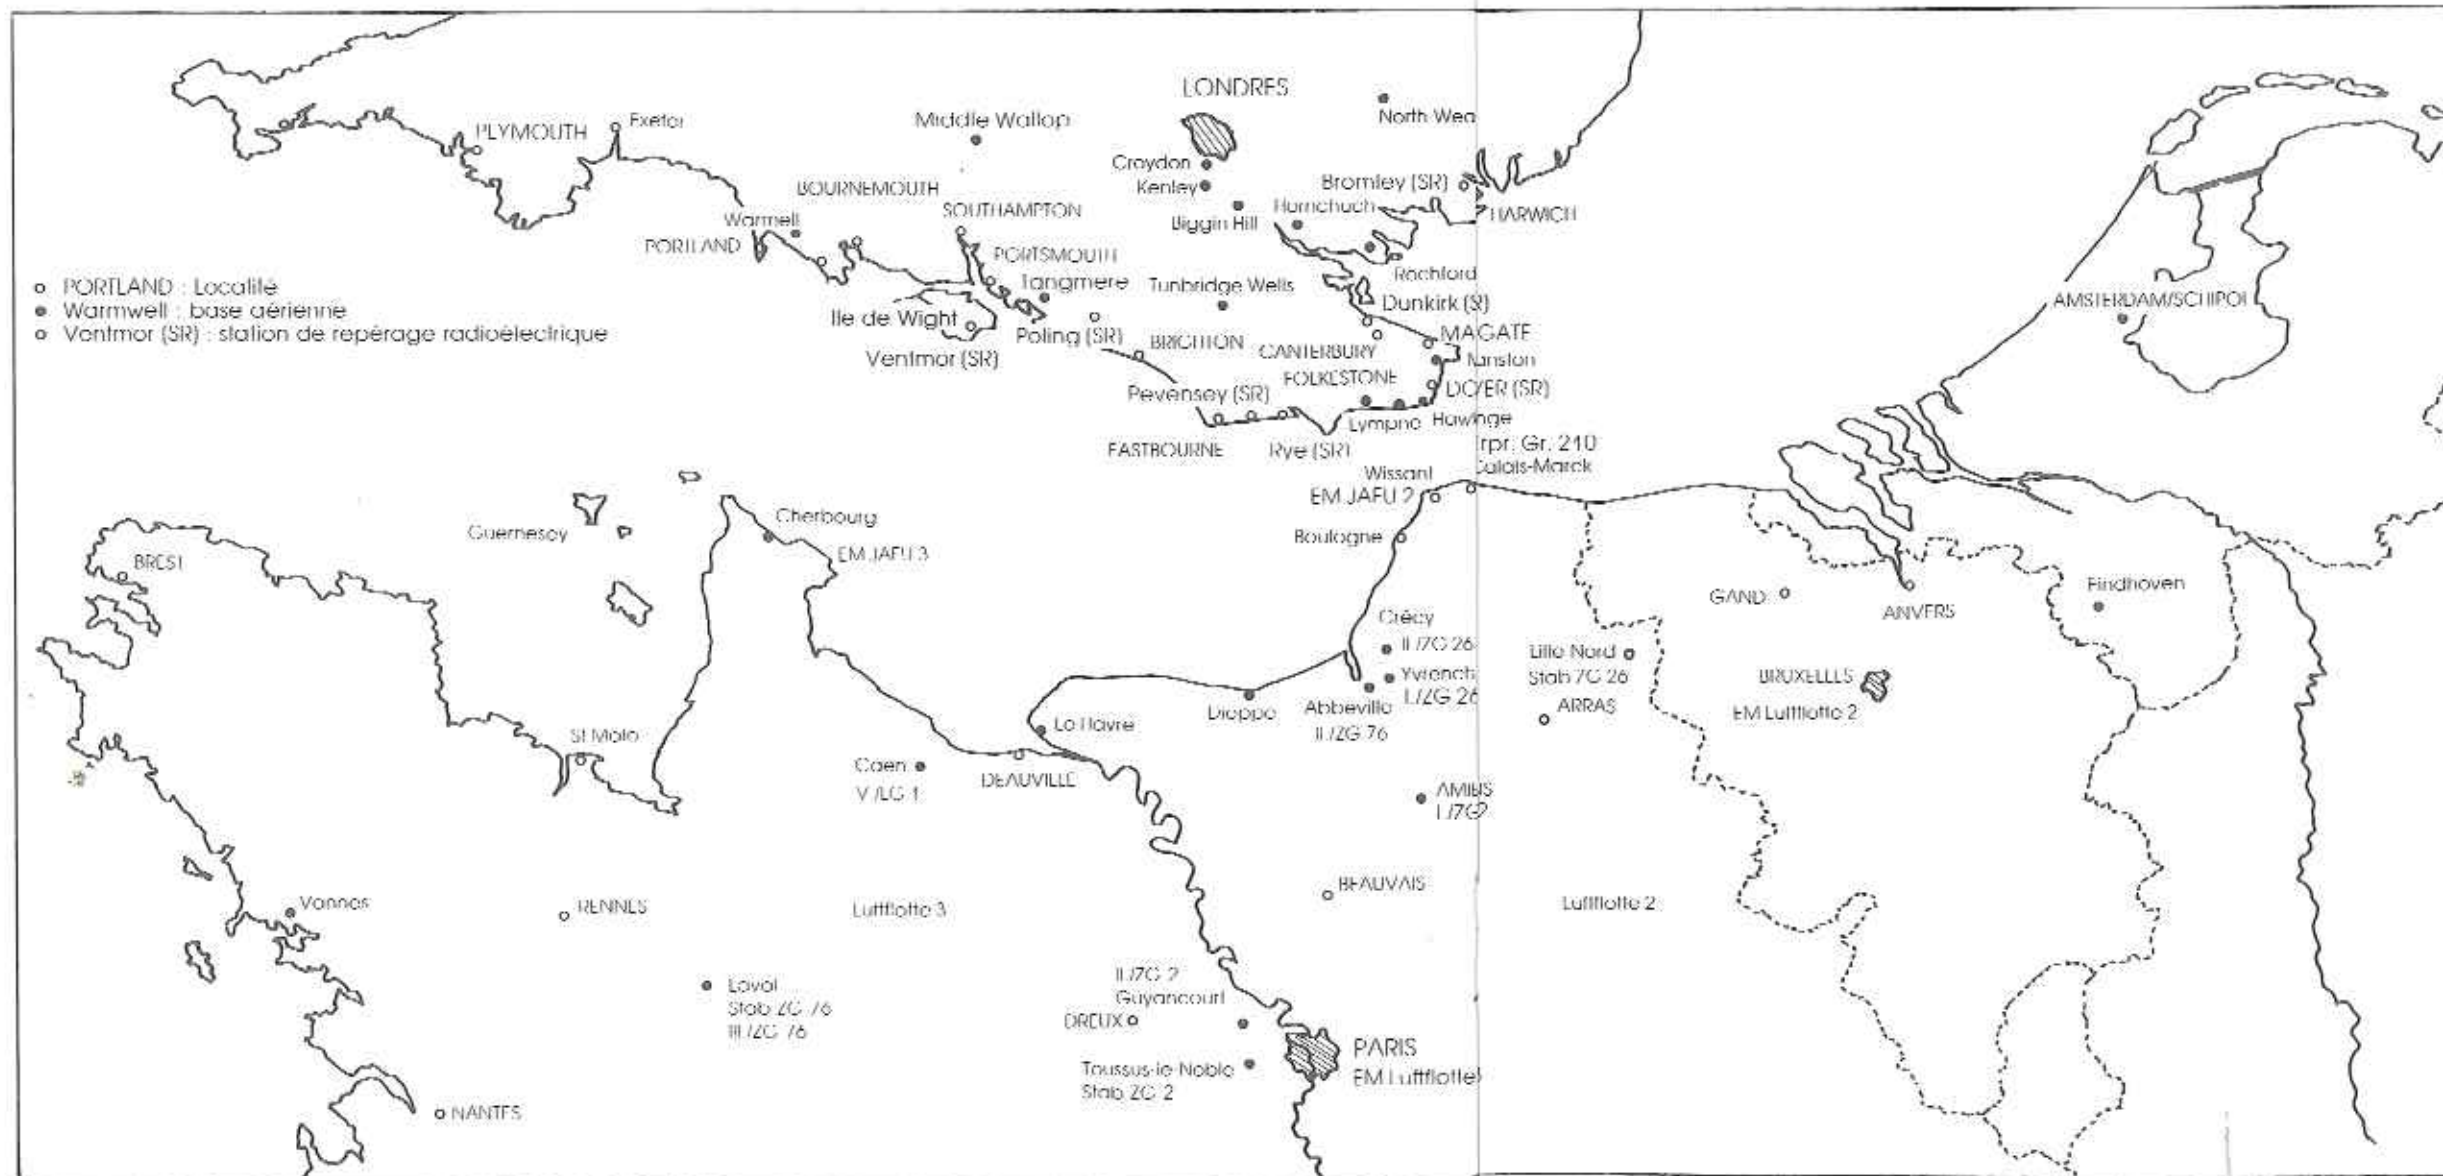 LONDRES
North Wea
Middle Wallop
PLYMOUTH
Exeter
Croydon
Kenley
Bromley (SR)
HARWICH
BOURNEMOUTH
SOUTHAMPTON
Biggin Hill
Hornchuch
Warmell
PORTLAND
PORTSMOUTH
Tangmere
Tunbridge Wells
Rochford
Dunkirk (S)
AMSTERDAM/SCHIPOL
PORTLAND : Localité
Warmwell : base aérienne
Ventmor (SR) : station de repérage radioélectrique
Ile de Wight
Ventmor (SR)
Poling (SR)
BRIGHTON
CANTERBURY
MAGATE
Manston
FOLKESTONE
DOVER (SR)
Pevensey (SR)
Lympne
Hawinge
EASTBOURNE
Rye (SR)
rpr. Gr. 210
Calais-Marck
Wissant
EM JAFU 2
Guernesey
Cherbourg
EM JAFU 3
Boulogne
BREST
GAND
ANVERS
Eindhoven
Crécy
II./ZG 26
Yvrench
I./ZG 26
Lille Nord
Stab ZG 26
BRUXELLES
EM Luftflotte 2
ARRAS
Abbeville
II./ZG 76
Dieppe
Le Havre
St Malo
Caen
V./LG 1
DEAUVILLE
AMIENS
I./ZG2
BEAUVAIS
Vannes
RENNES
Luftflotte 3
Luftflotte 2
Laval
Stab ZG 76
III./ZG 76
II./ZG 2
Guyancourt
DREUX
Toussus-le-Noble
Stab ZG 2
PARIS
EM Luftflotte
NANTES